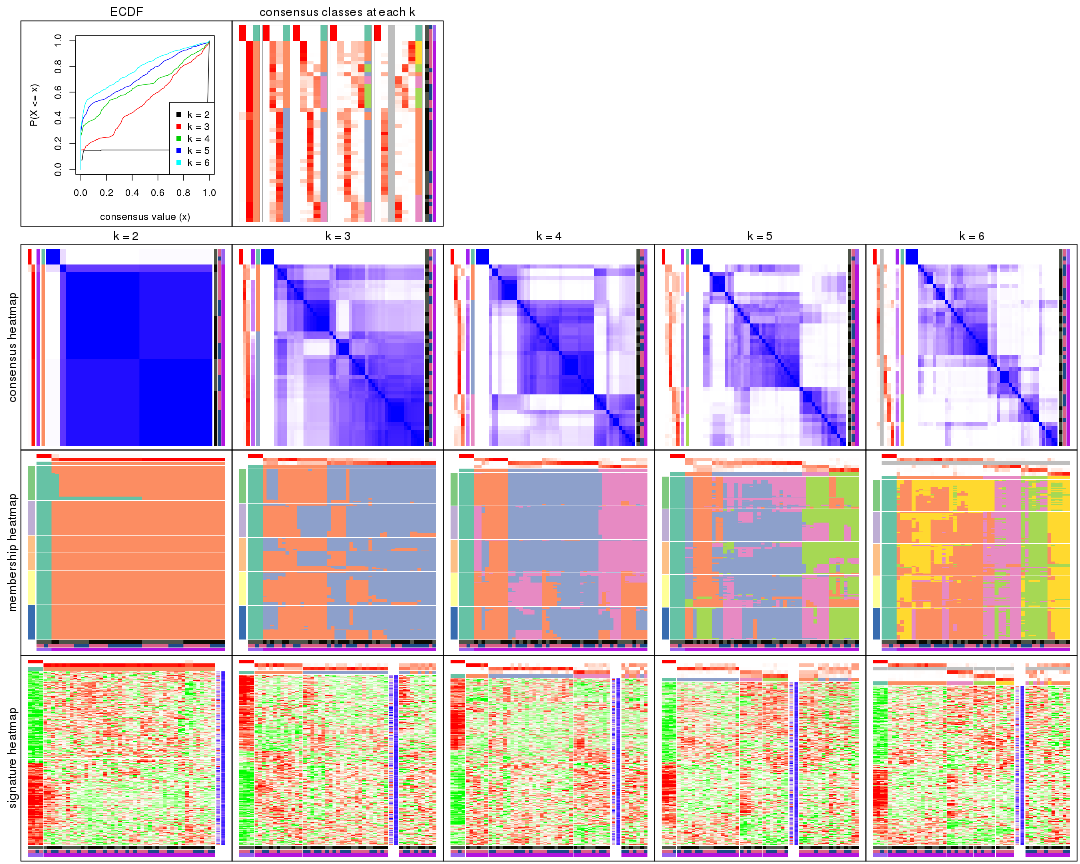 ECDF
consensus classes at each k
P(X <= x)
0.0 0.2 0.4 0.6 0.8 1.0
k = 2
k = 3
k = 4
k = 5
k = 6
0.0 0.2 0.4 0.6 0.8 1.0
consensus value (x)
k = 2 k = 3 k = 4 k = 5 k = 6
consensus heatmap
membership heatmap
signature heatmap